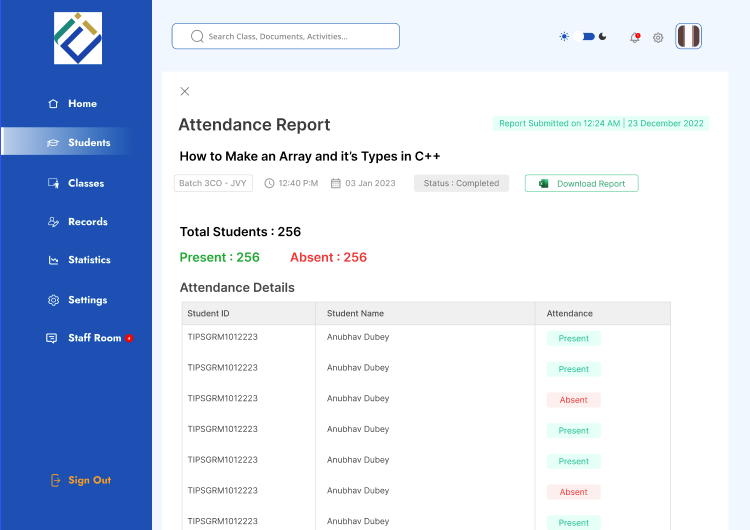 Search Class, Documents, Activities...
Home
Students
Classes
Records
Statistics
Settings
Staff Room
Sign Out
Attendance Report
Report Submitted on 12:24 AM | 23 December 2022
How to Make an Array and it's Types in C++
Batch 3CO - JVY 12:40 P:M 03 Jan 2023 Status : Completed Download Report
Total Students : 256
Present : 256 Absent : 256
Attendance Details
Student ID Student Name Attendance
TIPSGRM1012223 Anubhav Dubey Present
TIPSGRM1012223 Anubhav Dubey Present
TIPSGRM1012223 Anubhav Dubey Absent
TIPSGRM1012223 Anubhav Dubey Present
TIPSGRM1012223 Anubhav Dubey Present
TIPSGRM1012223 Anubhav Dubey Absent
TIPSGRM1012223 Anubhav Dubey Present